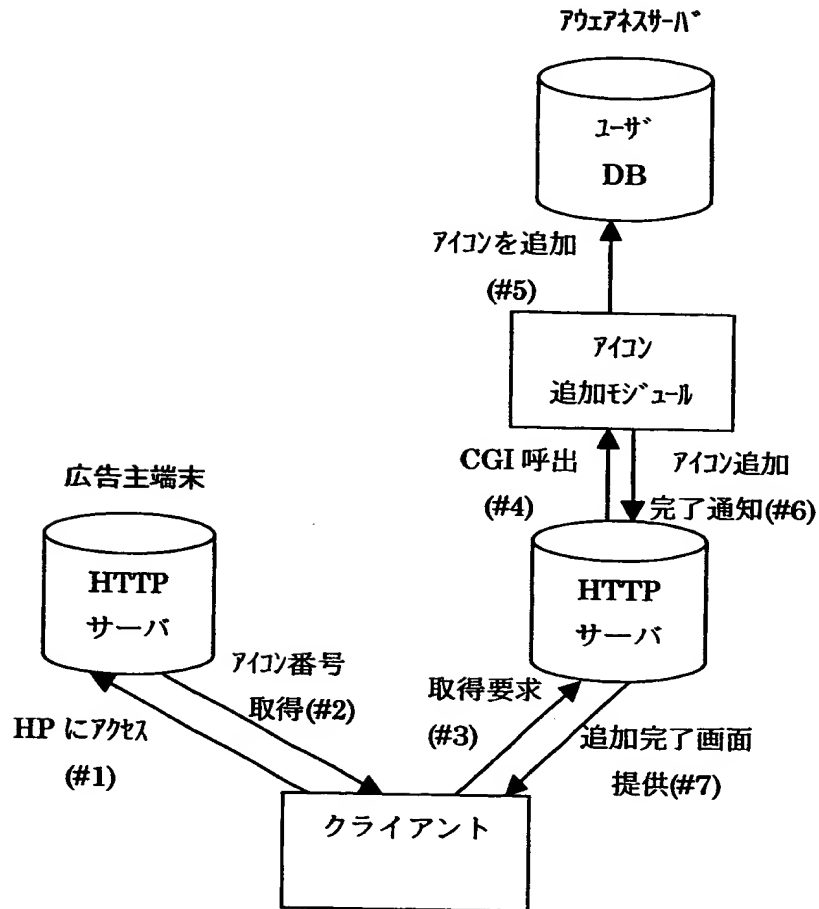 アウェアネスサーバ
ユーザ
DB
アイコンを追加
(#5)
アイコン
追加モジュール
CGI 呼出
(#4)
アイコン追加
完了通知(#6)
広告主端末
HTTP
サーバ
HTTP
サーバ
アイコン番号
取得(#2)
HP にアクセス
(#1)
取得要求
(#3)
追加完了画面
提供(#7)
クライアント